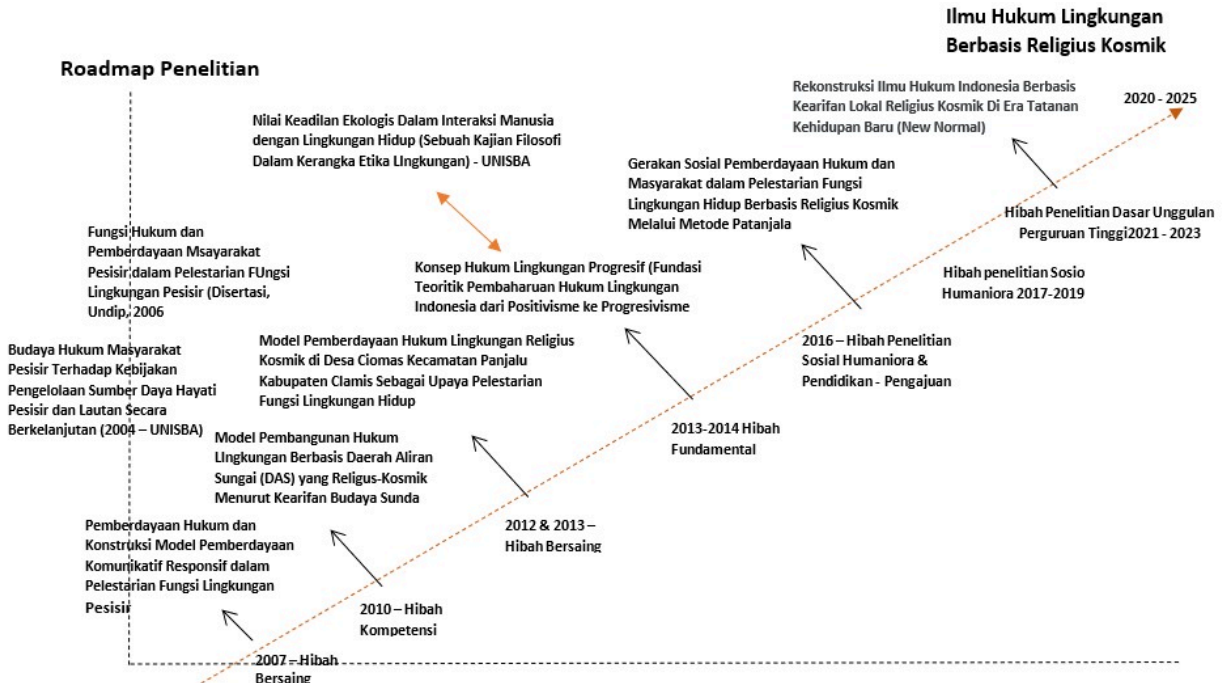 Ilmu Hukum Lingkungan
Berbasis Religius Kosmik
Roadmap Penelitian
Rekonstruksi Ilmu Hukum Indonesia Berbasis
Kearifan Lokal Religius Kosmik Di Era Tatanan
Kehidupan Baru (New Normal)
2020 - 2025
Nilai Keadilan Ekologis Dalam Interaksi Manusia
dengan Lingkungan Hidup (Sebuah Kajian Filosofi
Dalam Kerangka Etika LIngkungan) - UNISBA
Gerakan Sosial Pemberdayaan Hukum dan
Masyarakat dalam Pelestarian Fungsi
Lingkungan Hidup Berbasis Religius Kosmik
Melalui Metode Patanjala
Hibah Penelitian Dasar Unggulan
Perguruan Tinggi2021 - 2023
Fungsi Hukum dan
Pemberdayaan Msayarakat
Pesisir dalam Pelestarian FUngsi
Lingkungan Pesisir (Disertasi,
Undip, 2006
Konsep Hukum Lingkungan Progresif (Fundasi
Teoritik Pembaharuan Hukum Lingkungan
Indonesia dari Positivisme ke Progresivisme
Hibah penelitian Sosio
Humaniora 2017-2019
Budaya Hukum Masyarakat
Pesisir Terhadap Kebijakan
Pengelolaan Sumber Daya Hayati
Pesisir dan Lautan Secara
Berkelanjutan (2004 – UNISBA)
Model Pemberdayaan Hukum Lingkungan Religius
Kosmik di Desa Ciomas Kecamatan Panjalu
Kabupaten Clamis Sebagai Upaya Pelestarian
Fungsi Lingkungan Hidup
2016 – Hibah Penelitian
Sosial Humaniora &
Pendidikan - Pengajuan
2013-2014 Hibah
Fundamental
Model Pembangunan Hukum
LIngkungan Berbasis Daerah Aliran
Sungai (DAS) yang Religus-Kosmik
Menurut Kearifan Budaya Sunda
2012 & 2013 –
Hibah Bersaing
Pemberdayaan Hukum dan
Konstruksi Model Pemberdayaan
Komunikatif Responsif dalam
Pelestarian Fungsi Lingkungan
Pesisir
2010 – Hibah
Kompetensi
2007 – Hibah
Bersaing